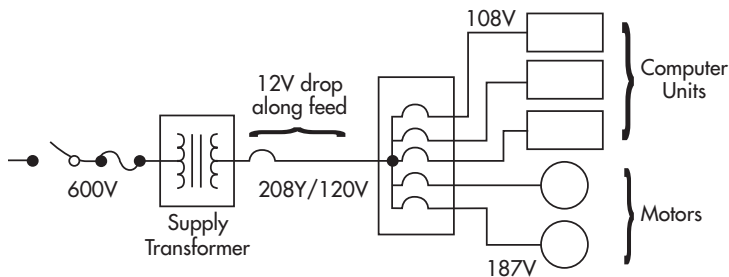 108V
12V drop
along feed
Computer
Units
600V
208Y/120V
Supply
Transformer
Motors
187V